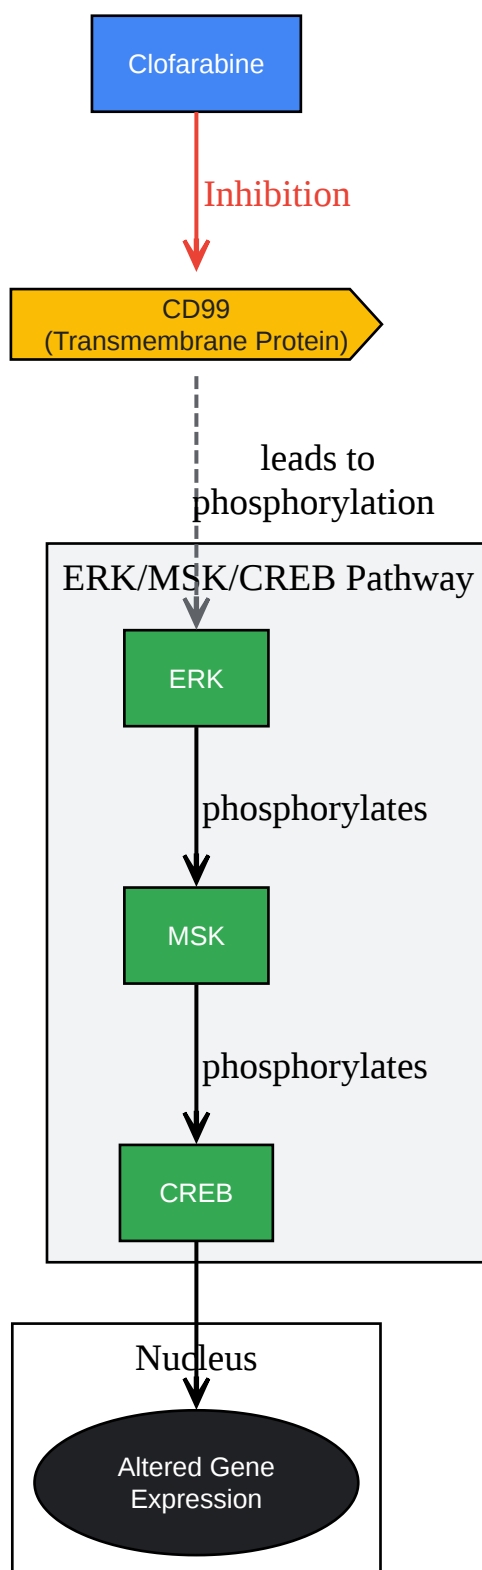 Clofarabine
Inhibition
CD99
(Transmembrane Protein)
leads to
phosphorylation
ERK/MSK/CREB Pathway
ERK
phosphorylates
MSK
phosphorylates
CREB
Nucleus
Altered Gene
Expression